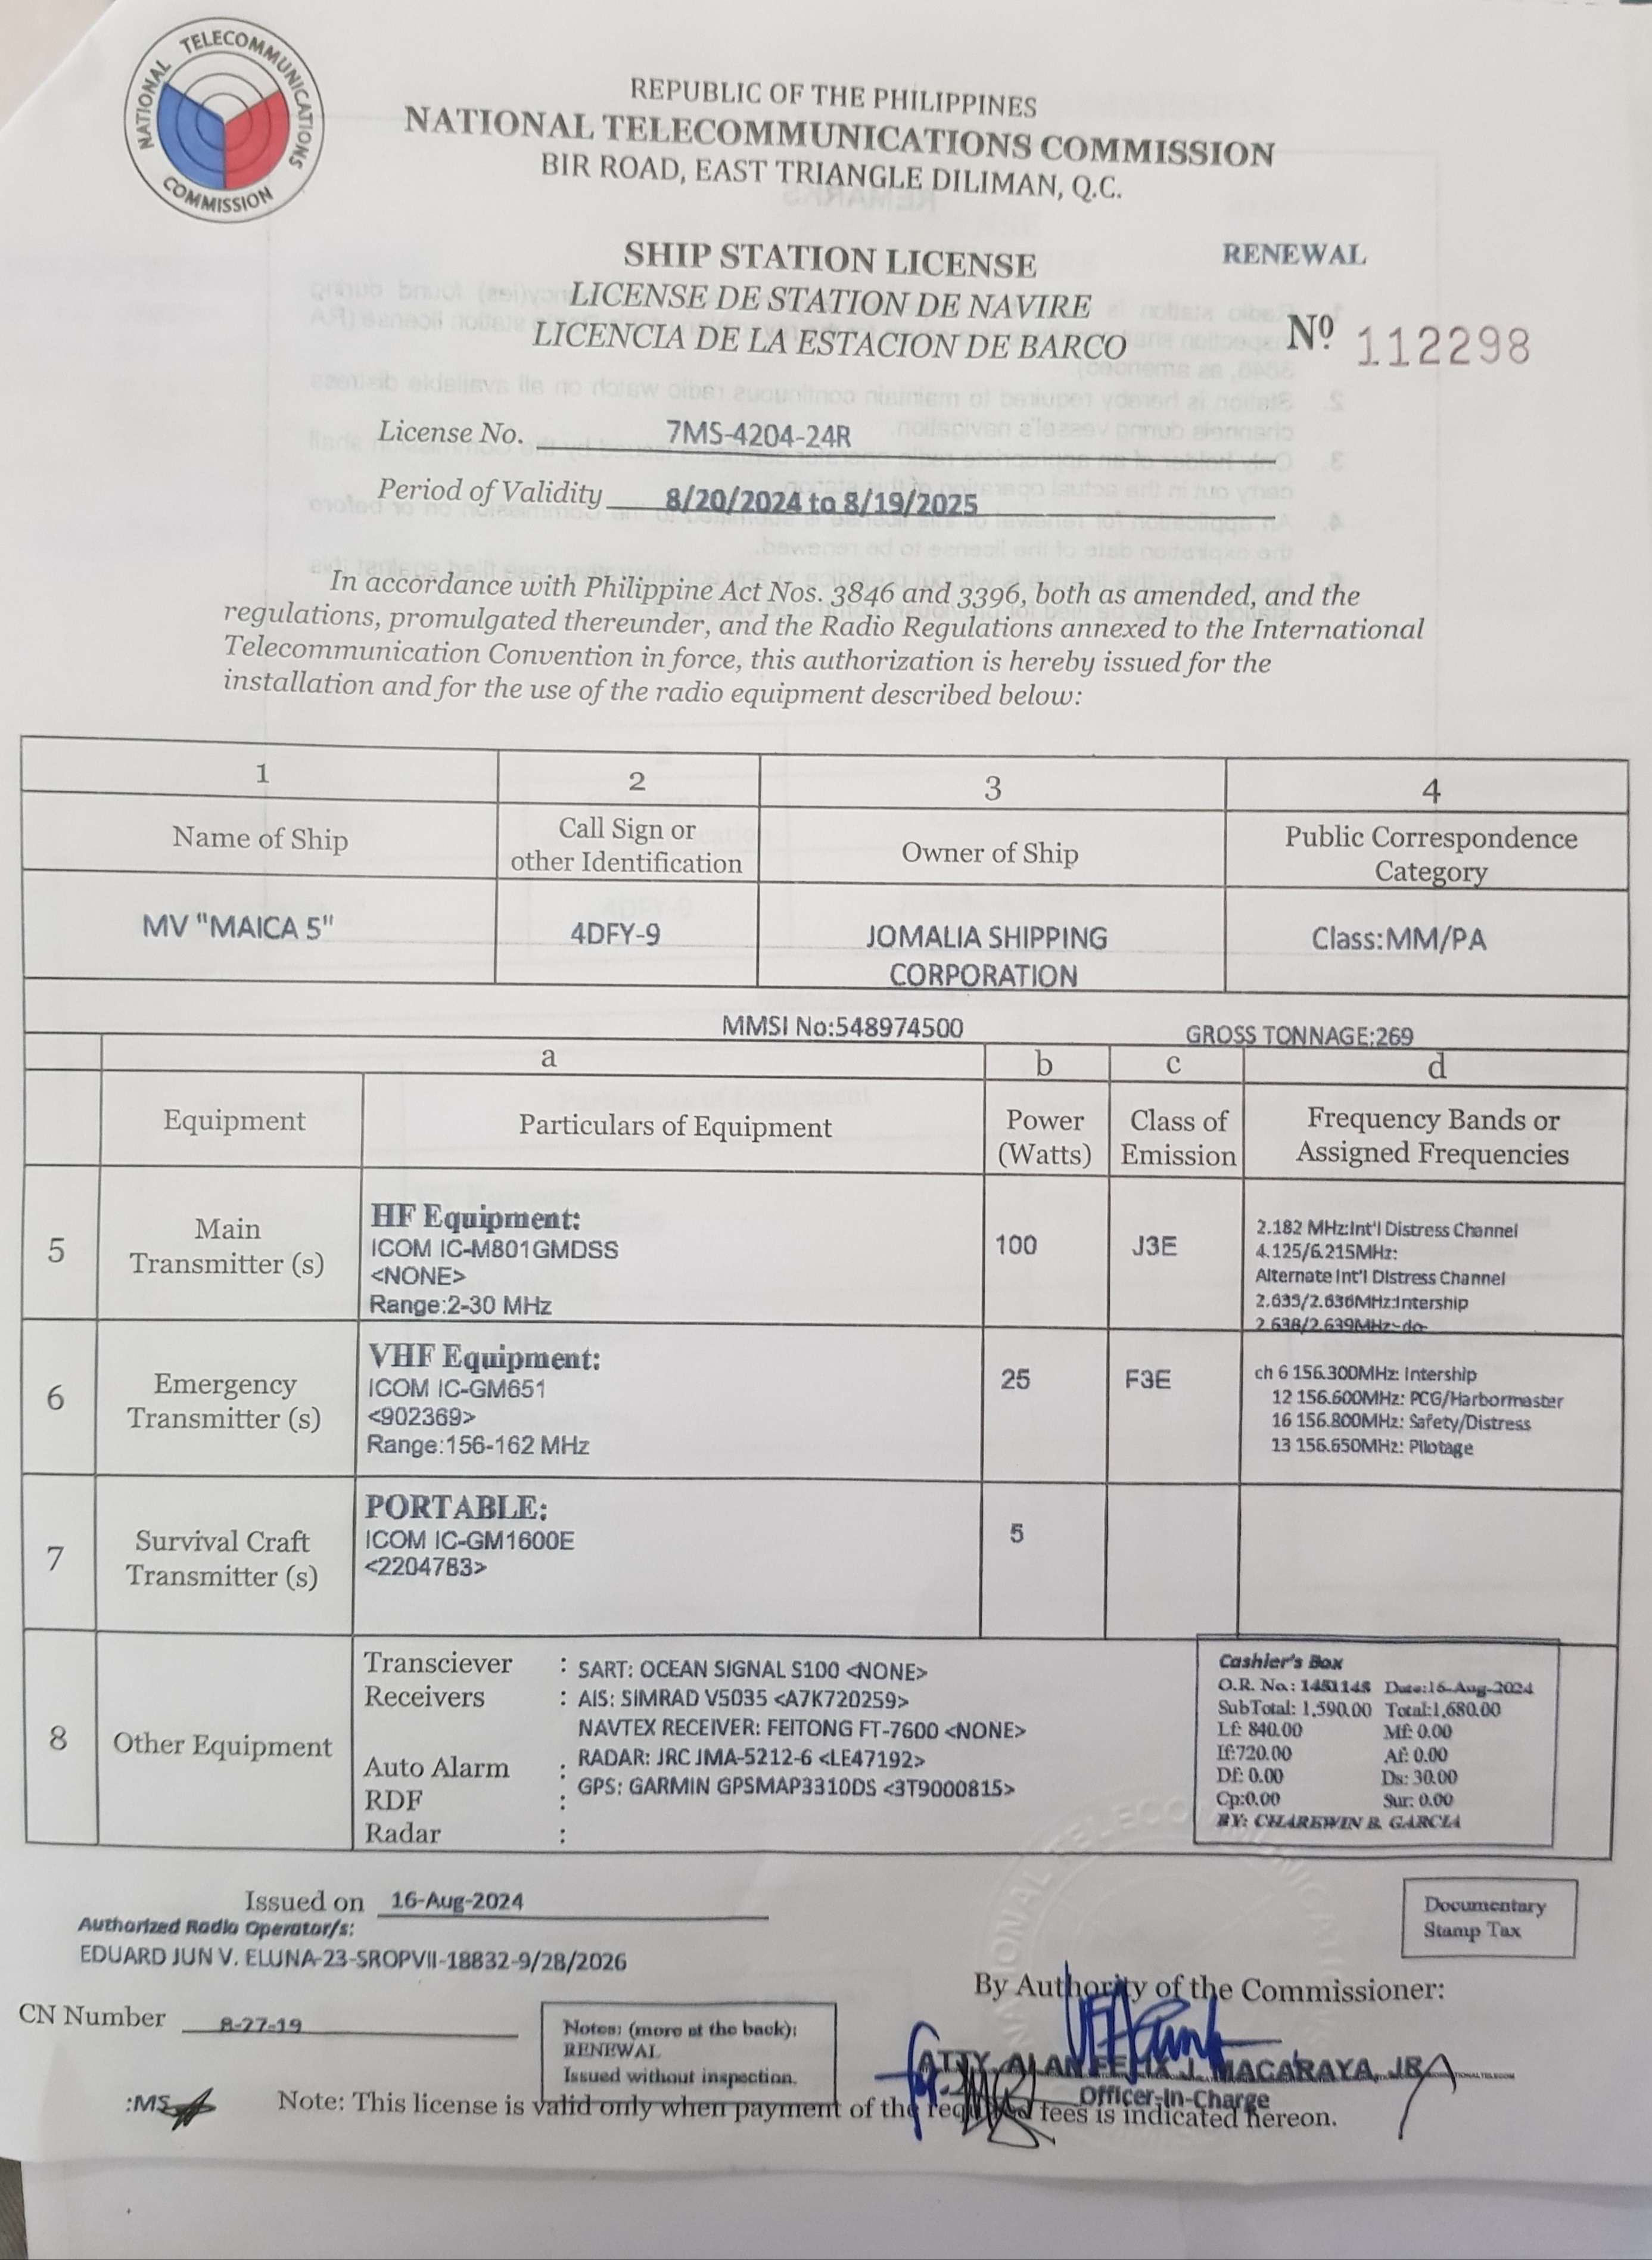 NATIONAL TELECOMMUNICATIONS COMMISSION
REPUBLIC OF THE PHILIPPINES
NATIONAL TELECOMMUNICATIONS COMMISSION
BIR ROAD, EAST TRIANGLE DILIMAN, Q.C.
SHIP STATION LICENSE
RENEWAL
LICENSE DE STATION DE NAVIRE
LICENCIA DE LA ESTACION DE BARCO
Nº 112298
License No. 7MS-4204-24R
Period of Validity 8/20/2024 to 8/19/2025
In accordance with Philippine Act Nos. 3846 and 3396, both as amended, and the
regulations, promulgated thereunder, and the Radio Regulations annexed to the International
Telecommunication Convention in force, this authorization is hereby issued for the
installation and for the use of the radio equipment described below:
1 2 3 4
Name of Ship
Call Sign or
other Identification
Owner of Ship
Public Correspondence
Category
MV "MAICA 5"
4DFY-9
JOMALIA SHIPPING
CORPORATION
Class:MM/PA
MMSI No:548974500
GROSS TONNAGE:269
a b c d
Equipment
Particulars of Equipment
Power
(Watts)
Class of
Emission
Frequency Bands or
Assigned Frequencies
5
Main
Transmitter (s)
HF Equipment:
ICOM IC-M801GMDSS
<NONE>
Range:2-30 MHz
100
J3E
2.182 MHz:Int'l Distress Channel
4.125/6.215MHz:
Alternate Int'l Distress Channel
2.635/2.636MHz:Intership
2.638/2.639MHz-do-
6
Emergency
Transmitter (s)
VHF Equipment:
ICOM IC-GM651
<902369>
Range:156-162 MHz
25
F3E
ch 6 156.300MHz: Intership
12 156.600MHz: PCG/Harbormaster
16 156.800MHz: Safety/Distress
13 156.650MHz: Pilotage
7
Survival Craft
Transmitter (s)
PORTABLE:
ICOM IC-GM1600E
<2204783>
5
8
Other Equipment
Transciever :
Receivers :
Auto Alarm :
RDF :
Radar :
SART: OCEAN SIGNAL S100 <NONE>
AIS: SIMRAD V5035 <A7K720259>
NAVTEX RECEIVER: FEITONG FT-7600 <NONE>
RADAR: JRC JMA-5212-6 <LE47192>
GPS: GARMIN GPSMAP3310DS <3T9000815>
Cashier's Box
O.R. No.: 1451145 Date:16-Aug-2024
SubTotal: 1,590.00 Total:1,680.00
Lf: 840.00 Mf: 0.00
If:720.00 Af: 0.00
Df: 0.00 Ds: 30.00
Cp:0.00 Sur: 0.00
BY: CHAREWIN B. GARCIA
Issued on 16-Aug-2024
Authorized Radio Operator/s:
EDUARD JUN V. ELUNA-23-SROPVII-18832-9/28/2026
Documentary
Stamp Tax
By Authority of the Commissioner:
CN Number 8-27-19
Notes: (more at the back):
RENEWAL
Issued without inspection.
ATTY. ALAN FELIX J. MACARAYA, JR
Officer-In-Charge
:MS
Note: This license is valid only when payment of the required fees is indicated hereon.